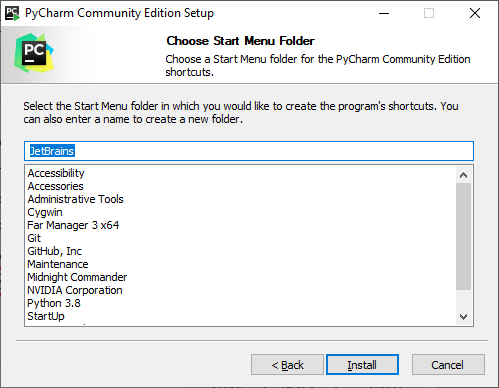 PyCharm Community Edition Setup
PC
Choose Start Menu Folder
Choose a Start Menu folder for the PyCharm Community Edition
shortcuts.
Select the Start Menu folder in which you would like to create the program's shortcuts. You
can also enter a name to create a new folder.
JetBrains
Accessibility
Accessories
Administrative Tools
Cygwin
Far Manager 3 x64
Git
GitHub, Inc
Maintenance
Midnight Commander
NVIDIA Corporation
Python 3.8
StartUp
< Back Install Cancel